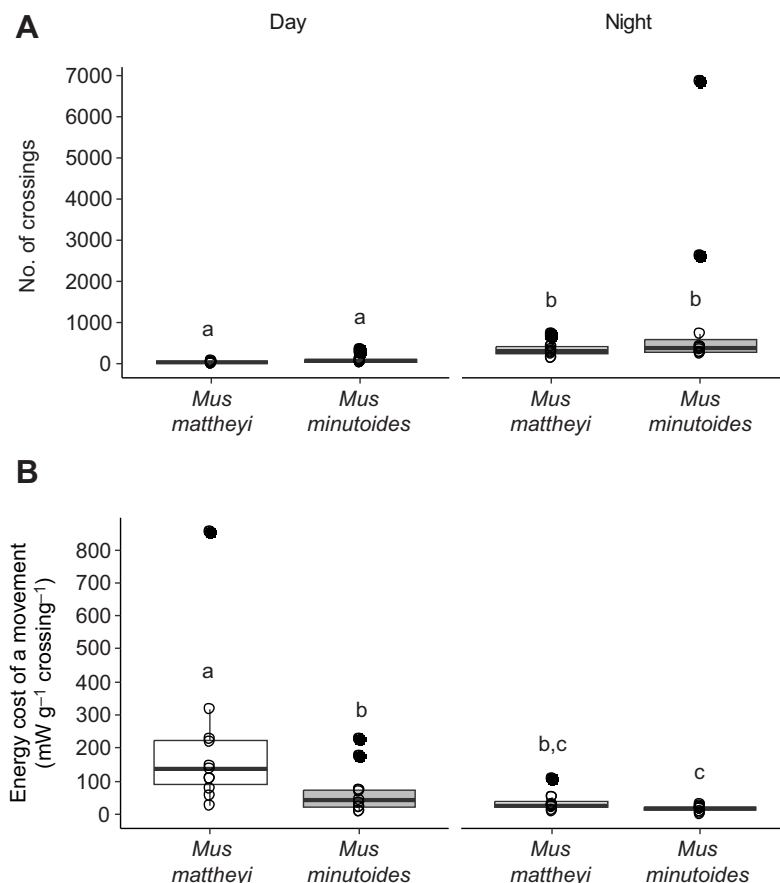 A
Day
Night
No. of crossings
7000
6000
5000
4000
3000
2000
1000
0
a
a
b
b
Mus
mattheyi
Mus
minutoides
Mus
mattheyi
Mus
minutoides
B
Energy cost of a movement
(mW g⁻¹ crossing⁻¹)
800
700
600
500
400
300
200
100
0
a
b
b,c
c
Mus
mattheyi
Mus
minutoides
Mus
mattheyi
Mus
minutoides